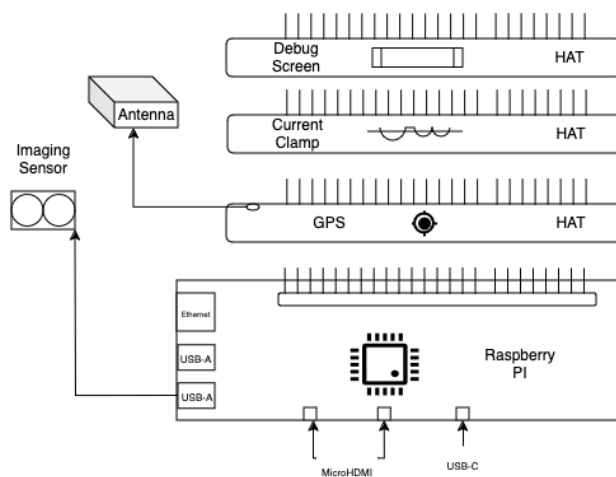 Debug
Screen
HAT
Antenna
Current
Clamp
HAT
Imaging
Sensor
GPS
HAT
Ethernet
USB-A
Raspberry
PI
USB-A
MicroHDMI
USB-C